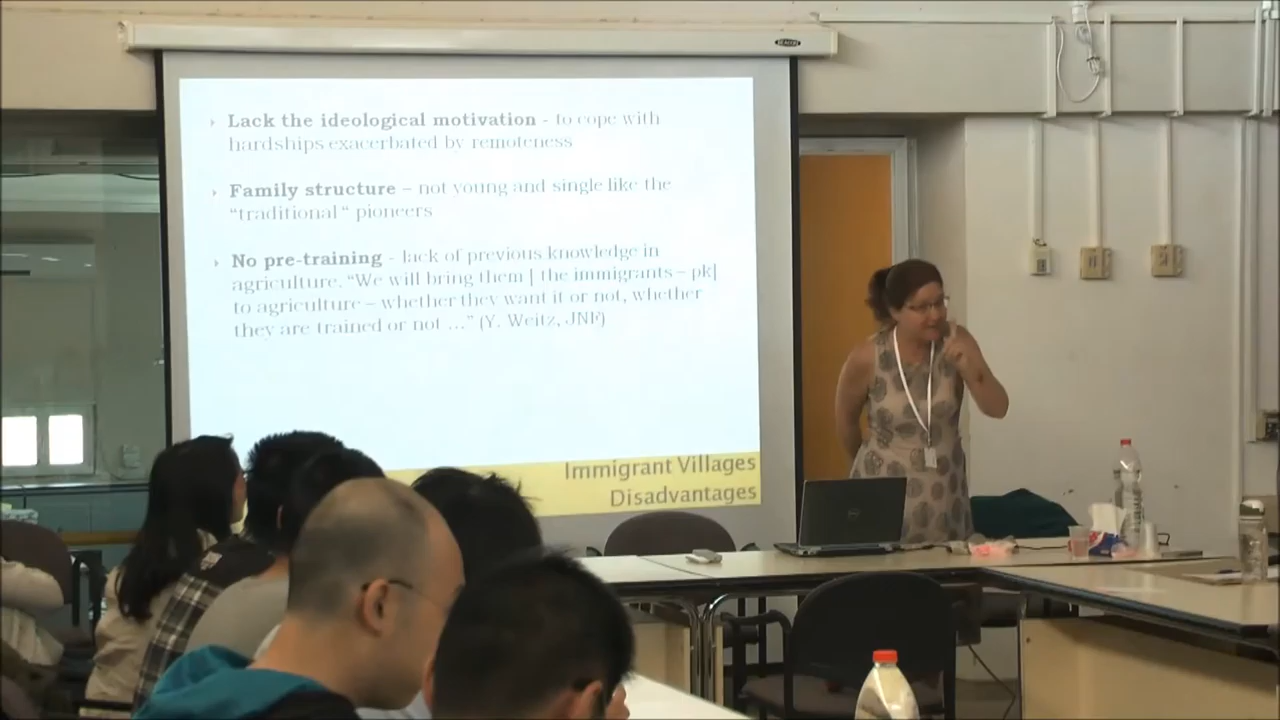 Lack the ideological motivation - to cope with
hardships exacerbated by remoteness
Family structure – not young and single like the
"traditional" pioneers
No pre-training - lack of previous knowledge in
agriculture. "We will bring them [ the immigrants – pk]
to agriculture – whether they want it or not, whether
they are trained or not ..." (Y. Weitz, JNF)
Immigrant Villages
Disadvantages
DELL